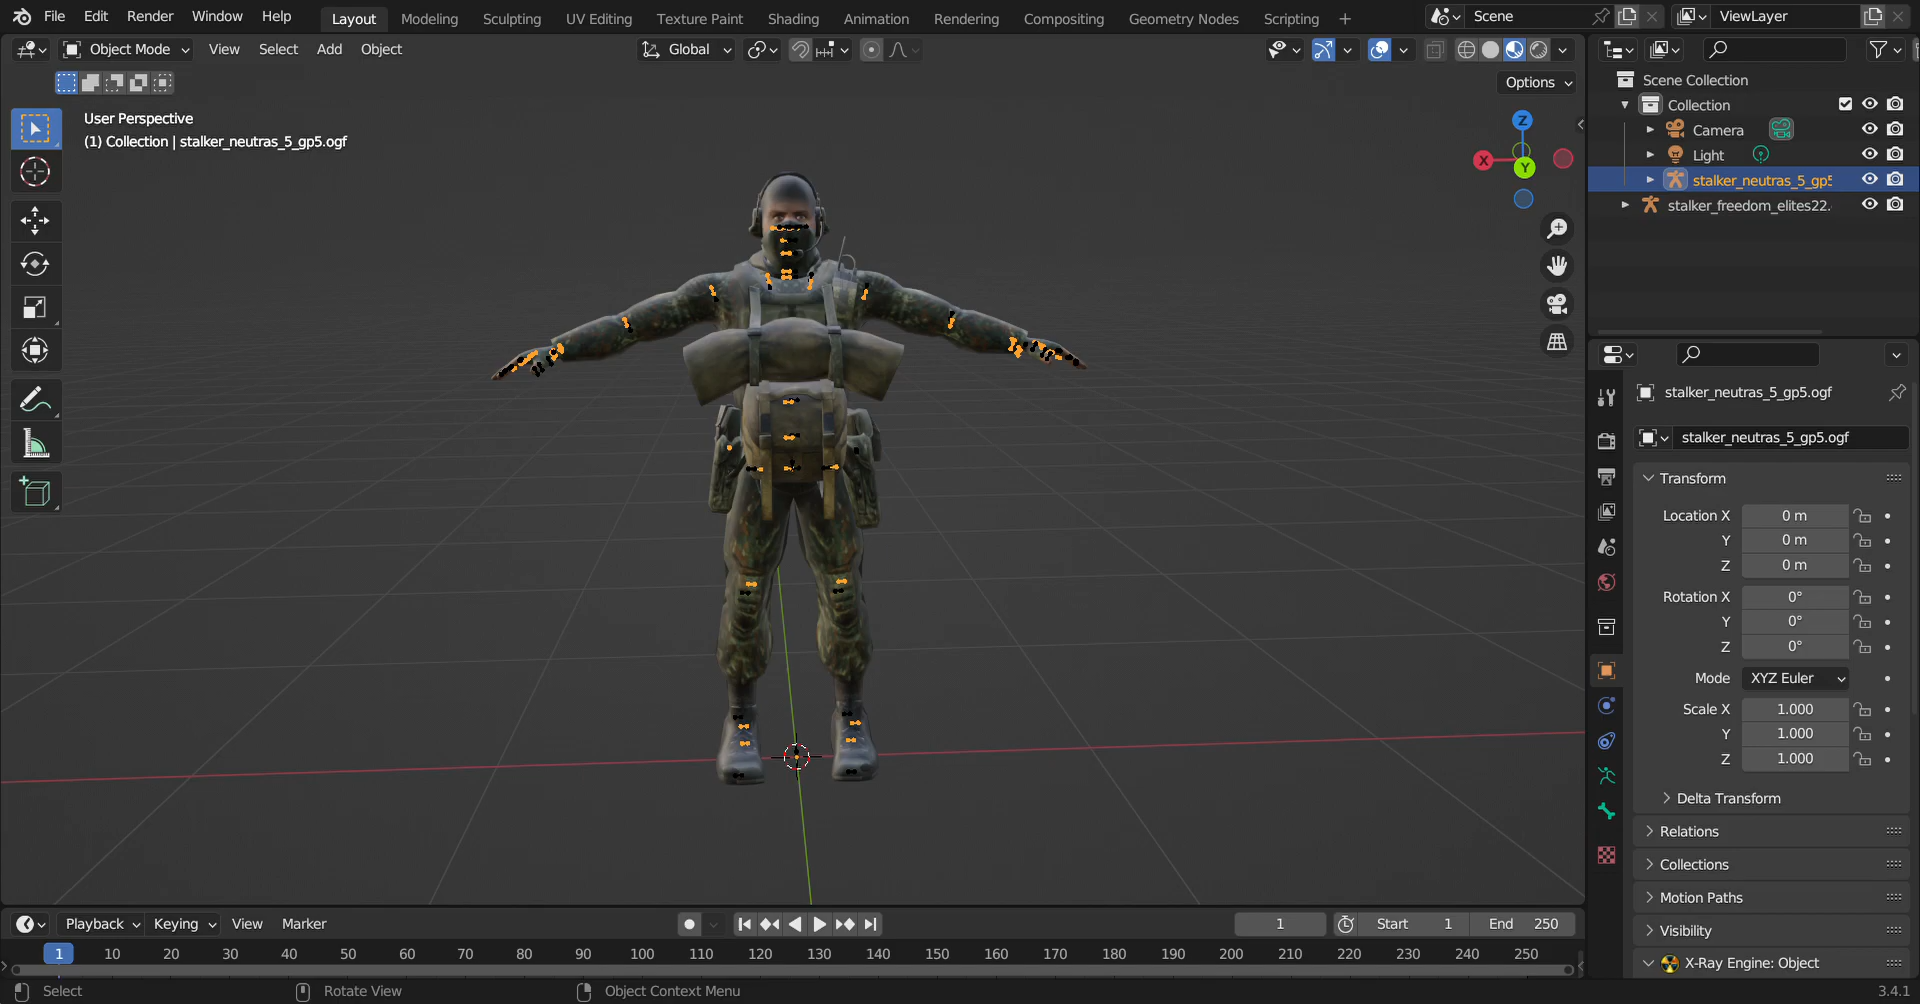 File Edit Render Window Help
Layout Modeling Sculpting UV Editing Texture Paint Shading Animation Rendering Compositing Geometry Nodes Scripting +
Scene
ViewLayer
Object Mode View Select Add Object
Global
Options
User Perspective
(1) Collection | stalker_neutras_5_gp5.ogf
Z
X
Y
Scene Collection
Collection
Camera
Light
stalker_neutras_5_gp5
stalker_freedom_elites22.
stalker_neutras_5_gp5.ogf
stalker_neutras_5_gp5.ogf
Transform
Location X 0 m
Y 0 m
Z 0 m
Rotation X 0°
Y 0°
Z 0°
Mode XYZ Euler
Scale X 1.000
Y 1.000
Z 1.000
Delta Transform
Relations
Collections
Motion Paths
Visibility
X-Ray Engine: Object
Playback Keying View Marker
1
Start 1
End 250
1 10 20 30 40 50 60 70 80 90 100 110 120 130 140 150 160 170 180 190 200 210 220 230 240 250
Select
Rotate View
Object Context Menu
3.4.1